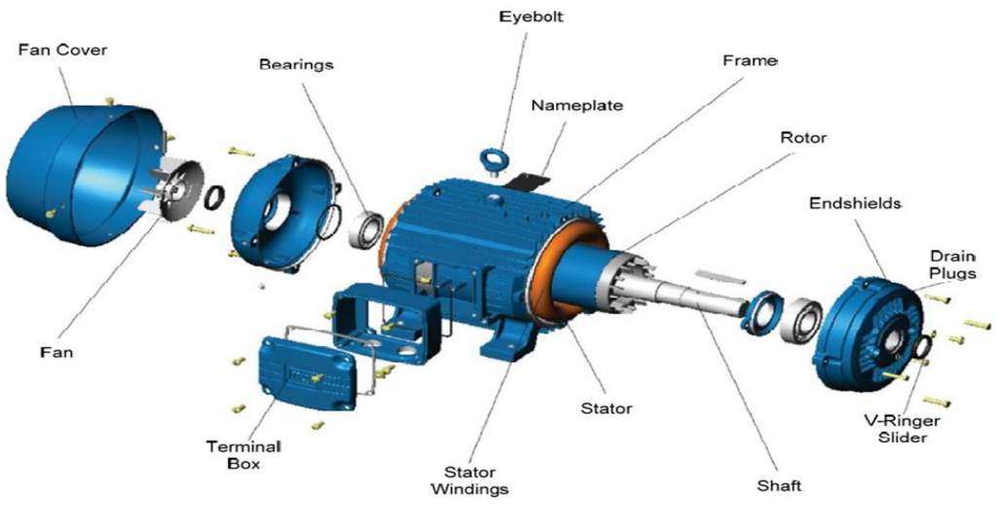 Eyebolt
Fan Cover
Bearings
Frame
Nameplate
Rotor
Endshields
Drain
Plugs
Fan
Stator
V-Ringer
Slider
Terminal
Box
Stator
Windings
Shaft